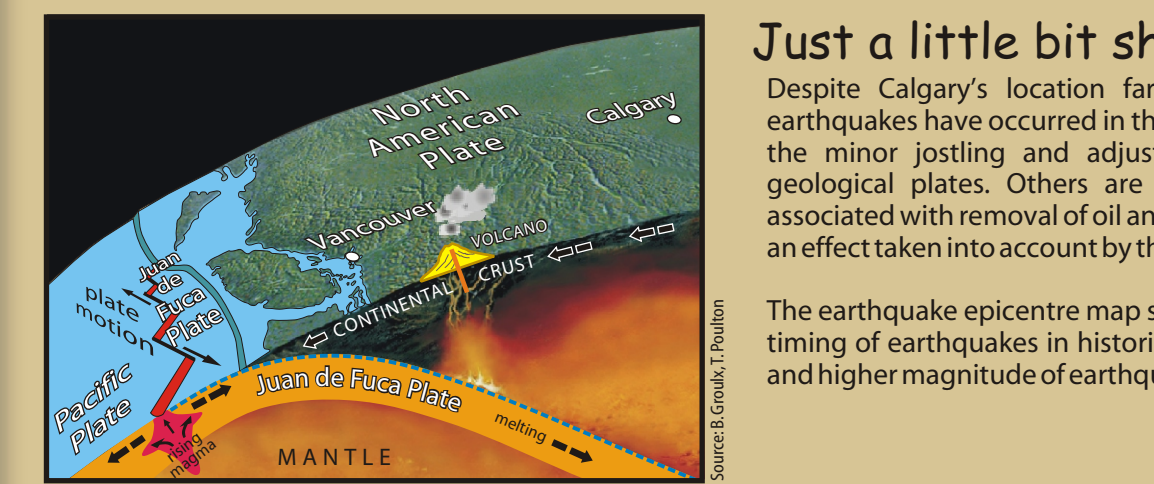 North
American
Plate
Calgary
Vancouver
VOLCANO
CONTINENTAL CRUST
Juan
de
Fuca
Plate
plate
motion
Pacific
Plate
Juan de Fuca Plate
rising
magma
melting
MANTLE
Source: B. Groulx, T. Poulton
Just a little bit sh
Despite Calgary's location far
earthquakes have occurred in th
the minor jostling and adjust
geological plates. Others are
associated with removal of oil an
an effect taken into account by th
The earthquake epicentre map s
timing of earthquakes in histori
and higher magnitude of earthqu